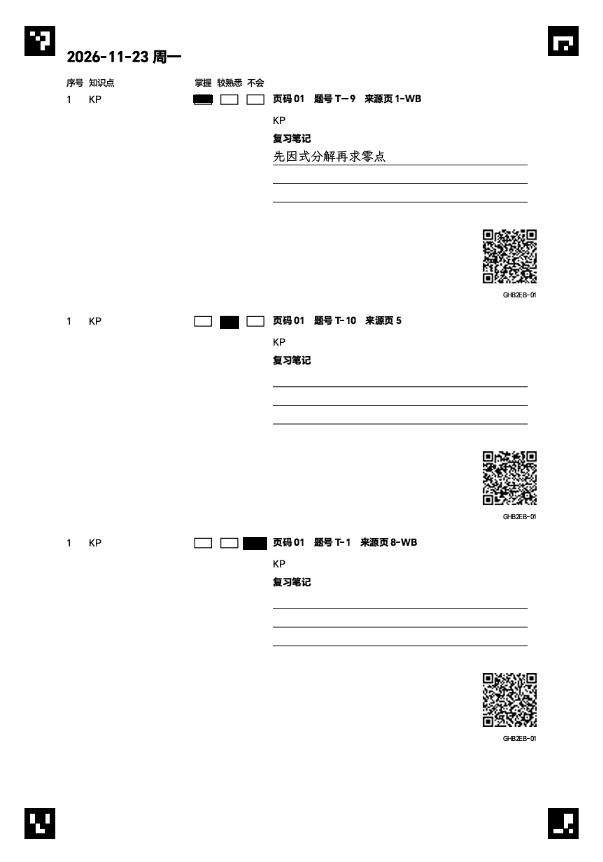 2026-11-23 周一
序号 知识点 掌握 较熟悉 不会
1 KP 页码 01 题号 T-9 来源页 1-WB
KP
复习笔记
先因式分解再求零点
GHB2EB-01
1 KP 页码 01 题号 T-10 来源页 5
KP
复习笔记
GHB2EB-01
1 KP 页码 01 题号 T-1 来源页 8-WB
KP
复习笔记
GHB2EB-01